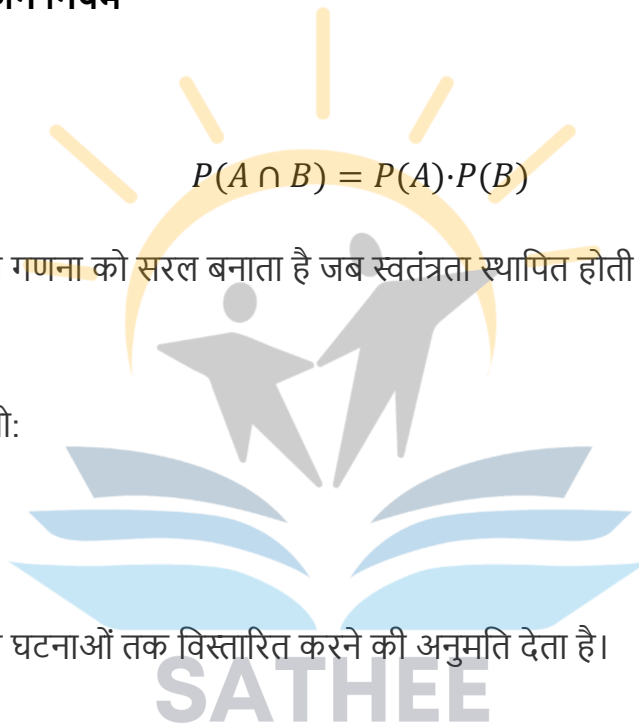 P(A ∩ B) = P(A)·P(B)
गणना को सरल बनाता है जब स्वतंत्रता स्थापित होती
घटनाओं तक विस्तारित करने की अनुमति देता है।
SATHEE